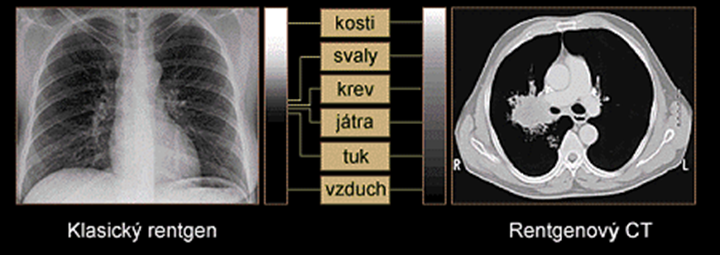 kosti
svaly
krev
játra
tuk
vzduch
R
L
Klasický rentgen
Rentgenový CT